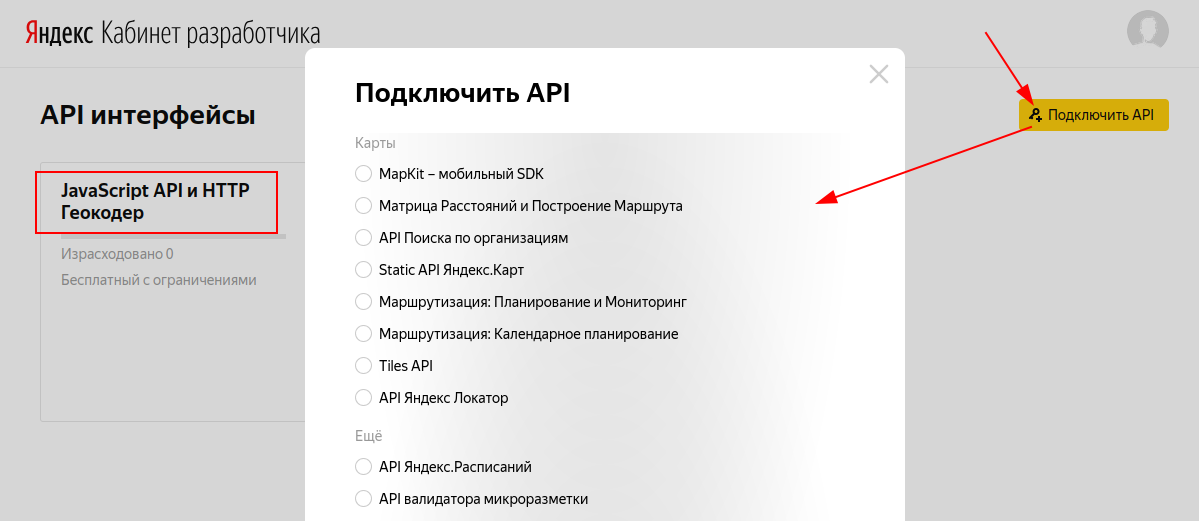 Яндекс Кабинет разработчика
API интерфейсы
Подключить API
JavaScript API и HTTP
Геокодер
Израсходовано 0
Бесплатный с ограничениями
Подключить API
Карты
MapKit – мобильный SDK
Матрица Расстояний и Построение Маршрута
API Поиска по организациям
Static API Яндекс.Карт
Маршрутизация: Планирование и Мониторинг
Маршрутизация: Календарное планирование
Tiles API
API Яндекс Локатор
Ещё
API Яндекс.Расписаний
API валидатора микроразметки